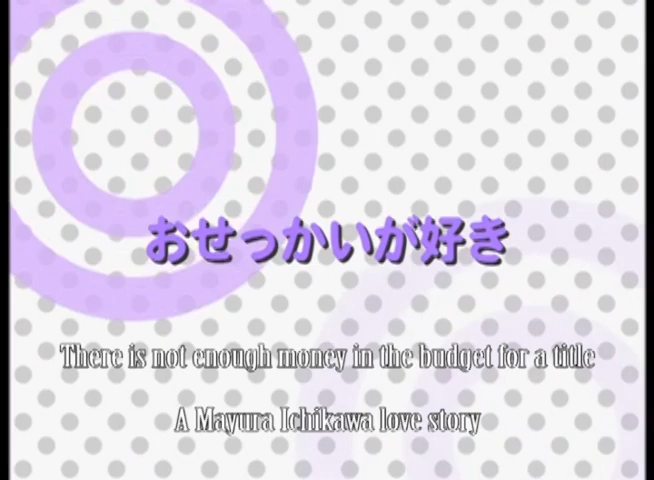 おせっかいが好き
There is not enough money in the budget for a title
A Mayura Ichikawa love story